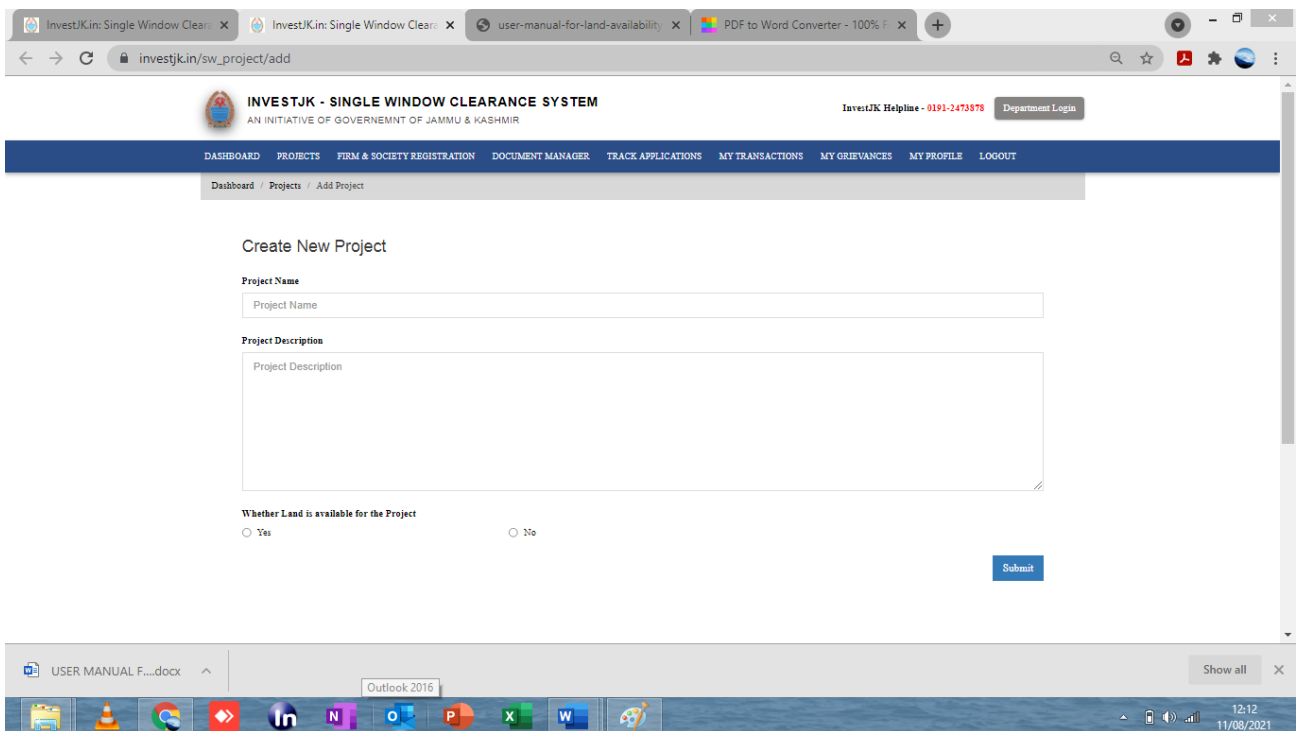 InvestJK.in: Single Window Cleara
InvestJK.in: Single Window Cleara
user-manual-for-land-availability
PDF to Word Converter - 100% F
investjk.in/sw_project/add
INVESTJK - SINGLE WINDOW CLEARANCE SYSTEM
AN INITIATIVE OF GOVERNEMNT OF JAMMU & KASHMIR
InvestJK Helpline - 0191-2473878
Department Login
DASHBOARD PROJECTS FIRM & SOCIETY REGISTRATION DOCUMENT MANAGER TRACK APPLICATIONS MY TRANSACTIONS MY GRIEVANCES MY PROFILE LOGOUT
Dashboard / Projects / Add Project
Create New Project
Project Name
Project Name
Project Description
Project Description
Whether Land is available for the Project
Yes No
Submit
USER MANUAL F....docx
Show all
Outlook 2016
In N P X W
12:12
11/08/2021